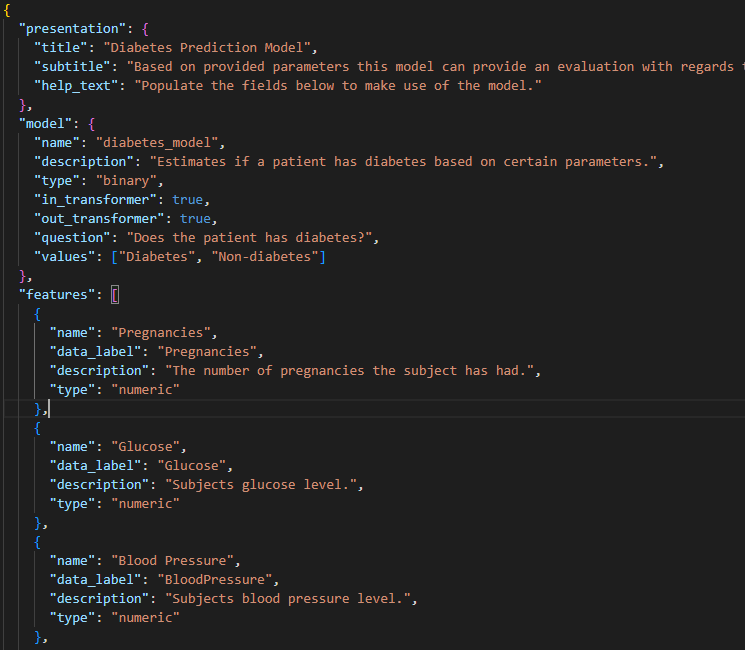 {
"presentation": {
"title": "Diabetes Prediction Model",
"subtitle": "Based on provided parameters this model can provide an evaluation with regards
"help_text": "Populate the fields below to make use of the model."
},
"model": {
"name": "diabetes_model",
"description": "Estimates if a patient has diabetes based on certain parameters.",
"type": "binary",
"in_transformer": true,
"out_transformer": true,
"question": "Does the patient has diabetes?",
"values": ["Diabetes", "Non-diabetes"]
},
"features": [
{
"name": "Pregnancies",
"data_label": "Pregnancies",
"description": "The number of pregnancies the subject has had.",
"type": "numeric"
},
{
"name": "Glucose",
"data_label": "Glucose",
"description": "Subjects glucose level.",
"type": "numeric"
},
{
"name": "Blood Pressure",
"data_label": "BloodPressure",
"description": "Subjects blood pressure level.",
"type": "numeric"
},